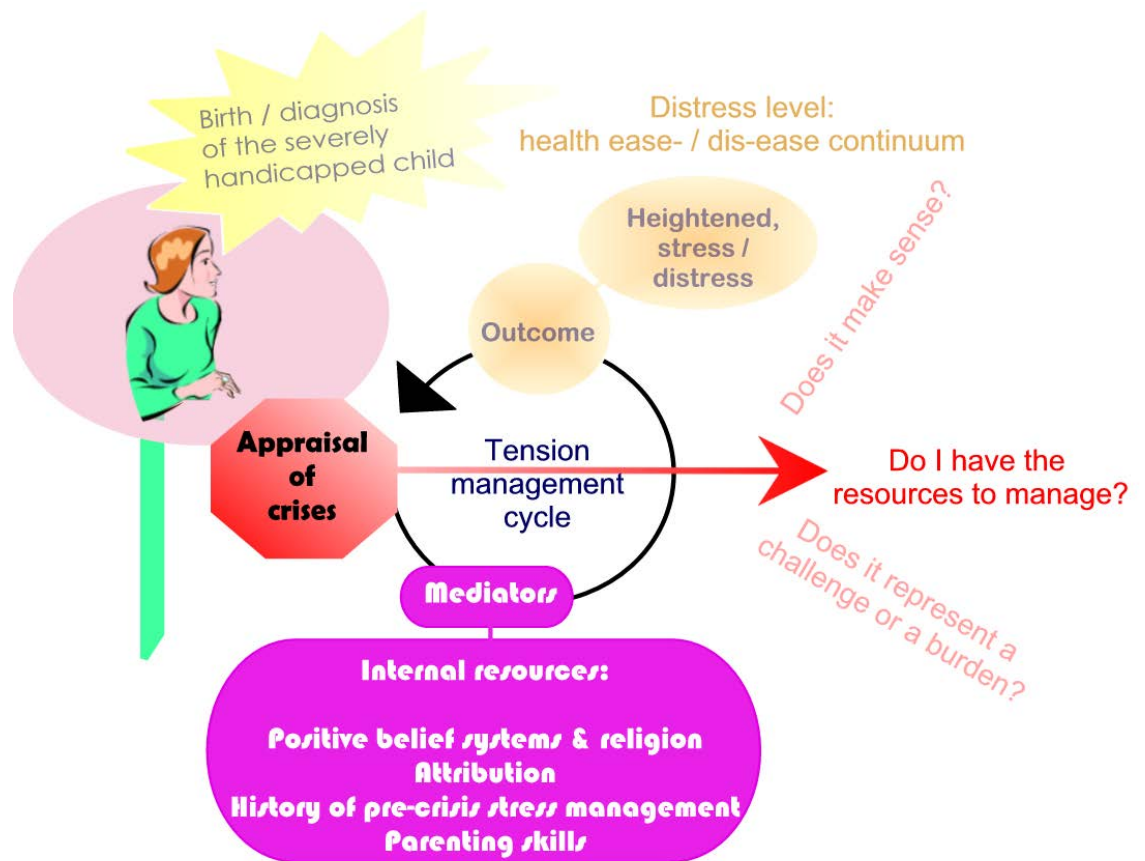 Birth / diagnosis
of the severely
handicapped child
Distress level:
health ease- / dis-ease continuum
Heightened,
stress /
distress
Outcome
Does it make sense?
Appraisal
of
crises
Tension
management
cycle
Do I have the
resources to manage?
Does it represent a
challenge or a burden?
Mediators
Internal resources:
Positive belief systems & religion
Attribution
History of pre-crisis stress management
Parenting skills